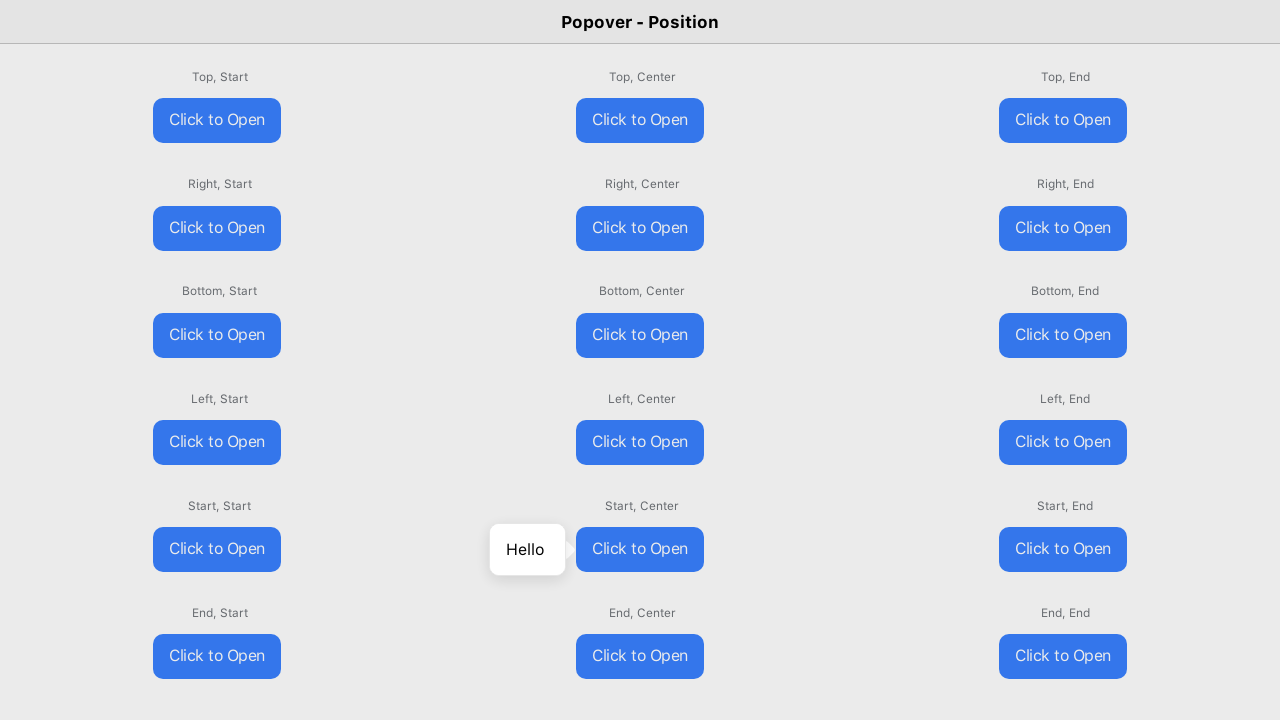 Popover - Position
Top, Start
Top, Center
Top, End
Click to Open
Click to Open
Click to Open
Right, Start
Right, Center
Right, End
Click to Open
Click to Open
Click to Open
Bottom, Start
Bottom, Center
Bottom, End
Click to Open
Click to Open
Click to Open
Left, Start
Left, Center
Left, End
Click to Open
Click to Open
Click to Open
Start, Start
Start, Center
Start, End
Click to Open
Hello
Click to Open
Click to Open
End, Start
End, Center
End, End
Click to Open
Click to Open
Click to Open